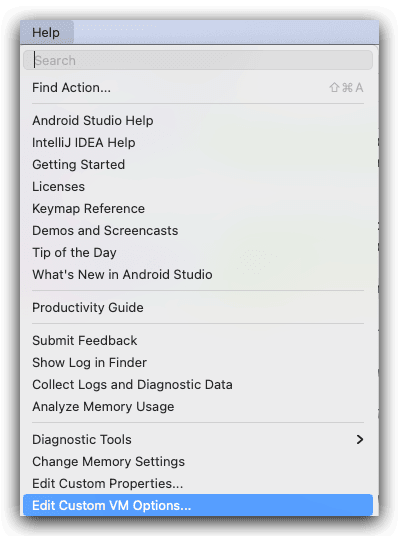 Help
Search
Find Action... ⇧⌘A
Android Studio Help
IntelliJ IDEA Help
Getting Started
Licenses
Keymap Reference
Demos and Screencasts
Tip of the Day
What's New in Android Studio
Productivity Guide
Submit Feedback
Show Log in Finder
Collect Logs and Diagnostic Data
Analyze Memory Usage
Diagnostic Tools
Change Memory Settings
Edit Custom Properties...
Edit Custom VM Options...